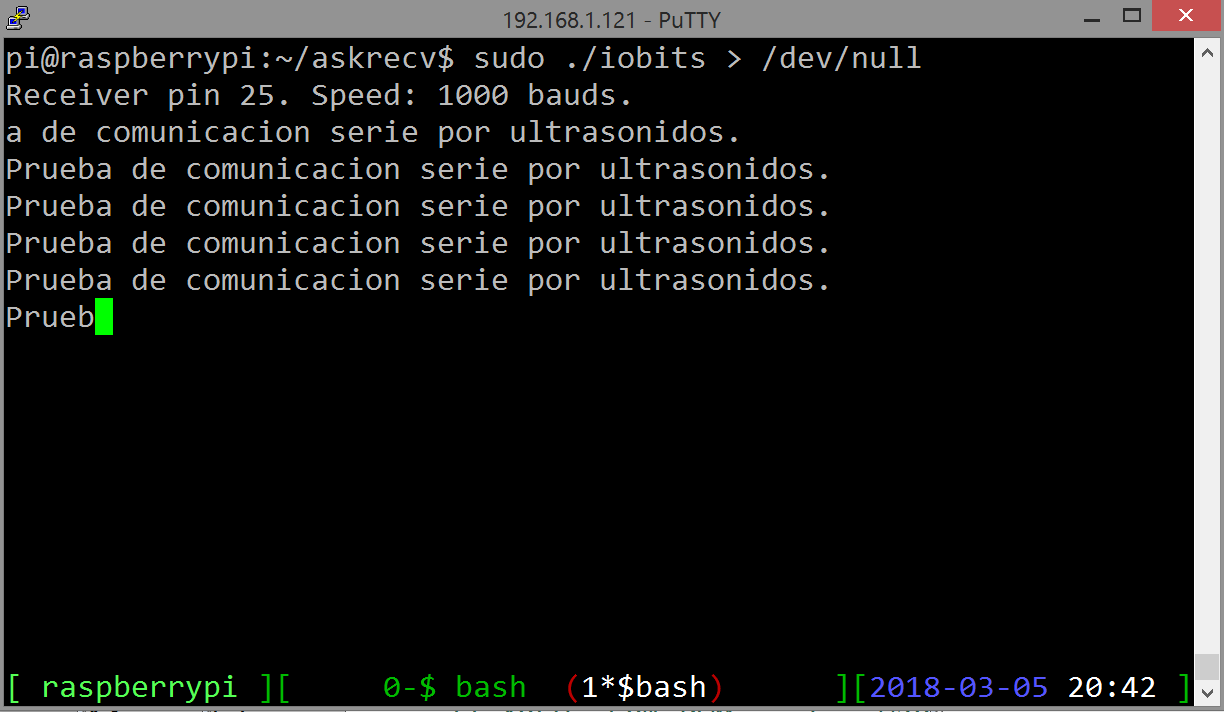 192.168.1.121 - PuTTY
pi@raspberrypi:~/askrecv$ sudo ./iobits > /dev/null
Receiver pin 25. Speed: 1000 bauds.
a de comunicacion serie por ultrasonidos.
Prueba de comunicacion serie por ultrasonidos.
Prueba de comunicacion serie por ultrasonidos.
Prueba de comunicacion serie por ultrasonidos.
Prueba de comunicacion serie por ultrasonidos.
Prueb
[ raspberrypi ][ 0-$ bash (1*$bash) ][2018-03-05 20:42 ]